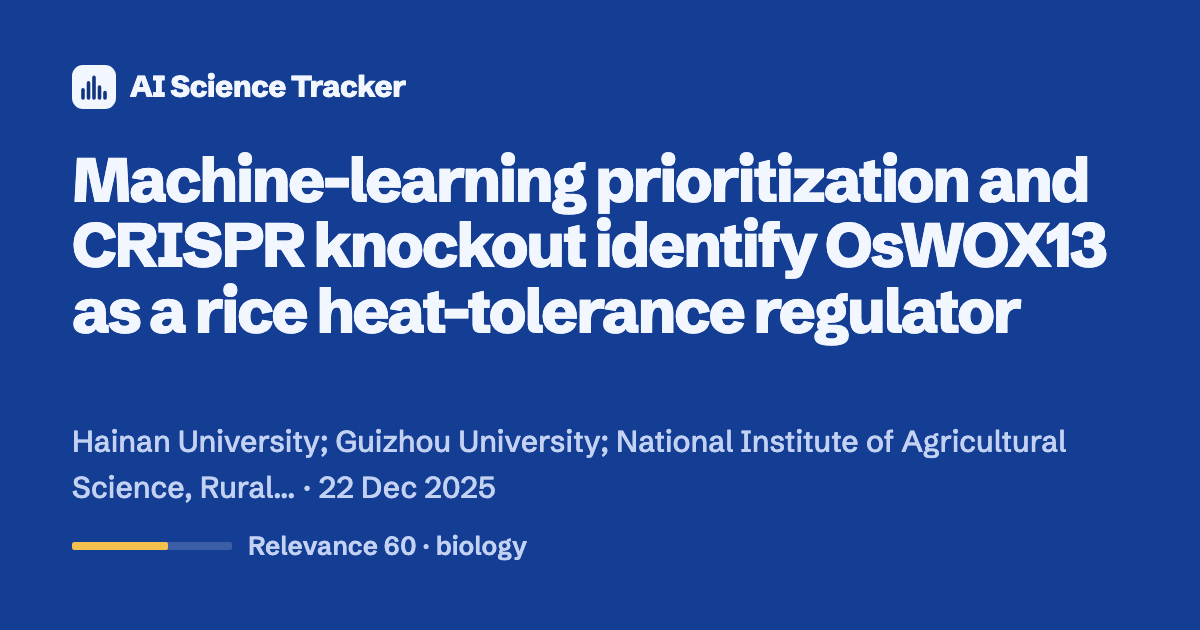 AI Science Tracker
Machine-learning prioritization and
CRISPR knockout identify OsWOX13
as a rice heat-tolerance regulator
Hainan University; Guizhou University; National Institute of Agricultural
Science, Rural... · 22 Dec 2025
Relevance 60 · biology